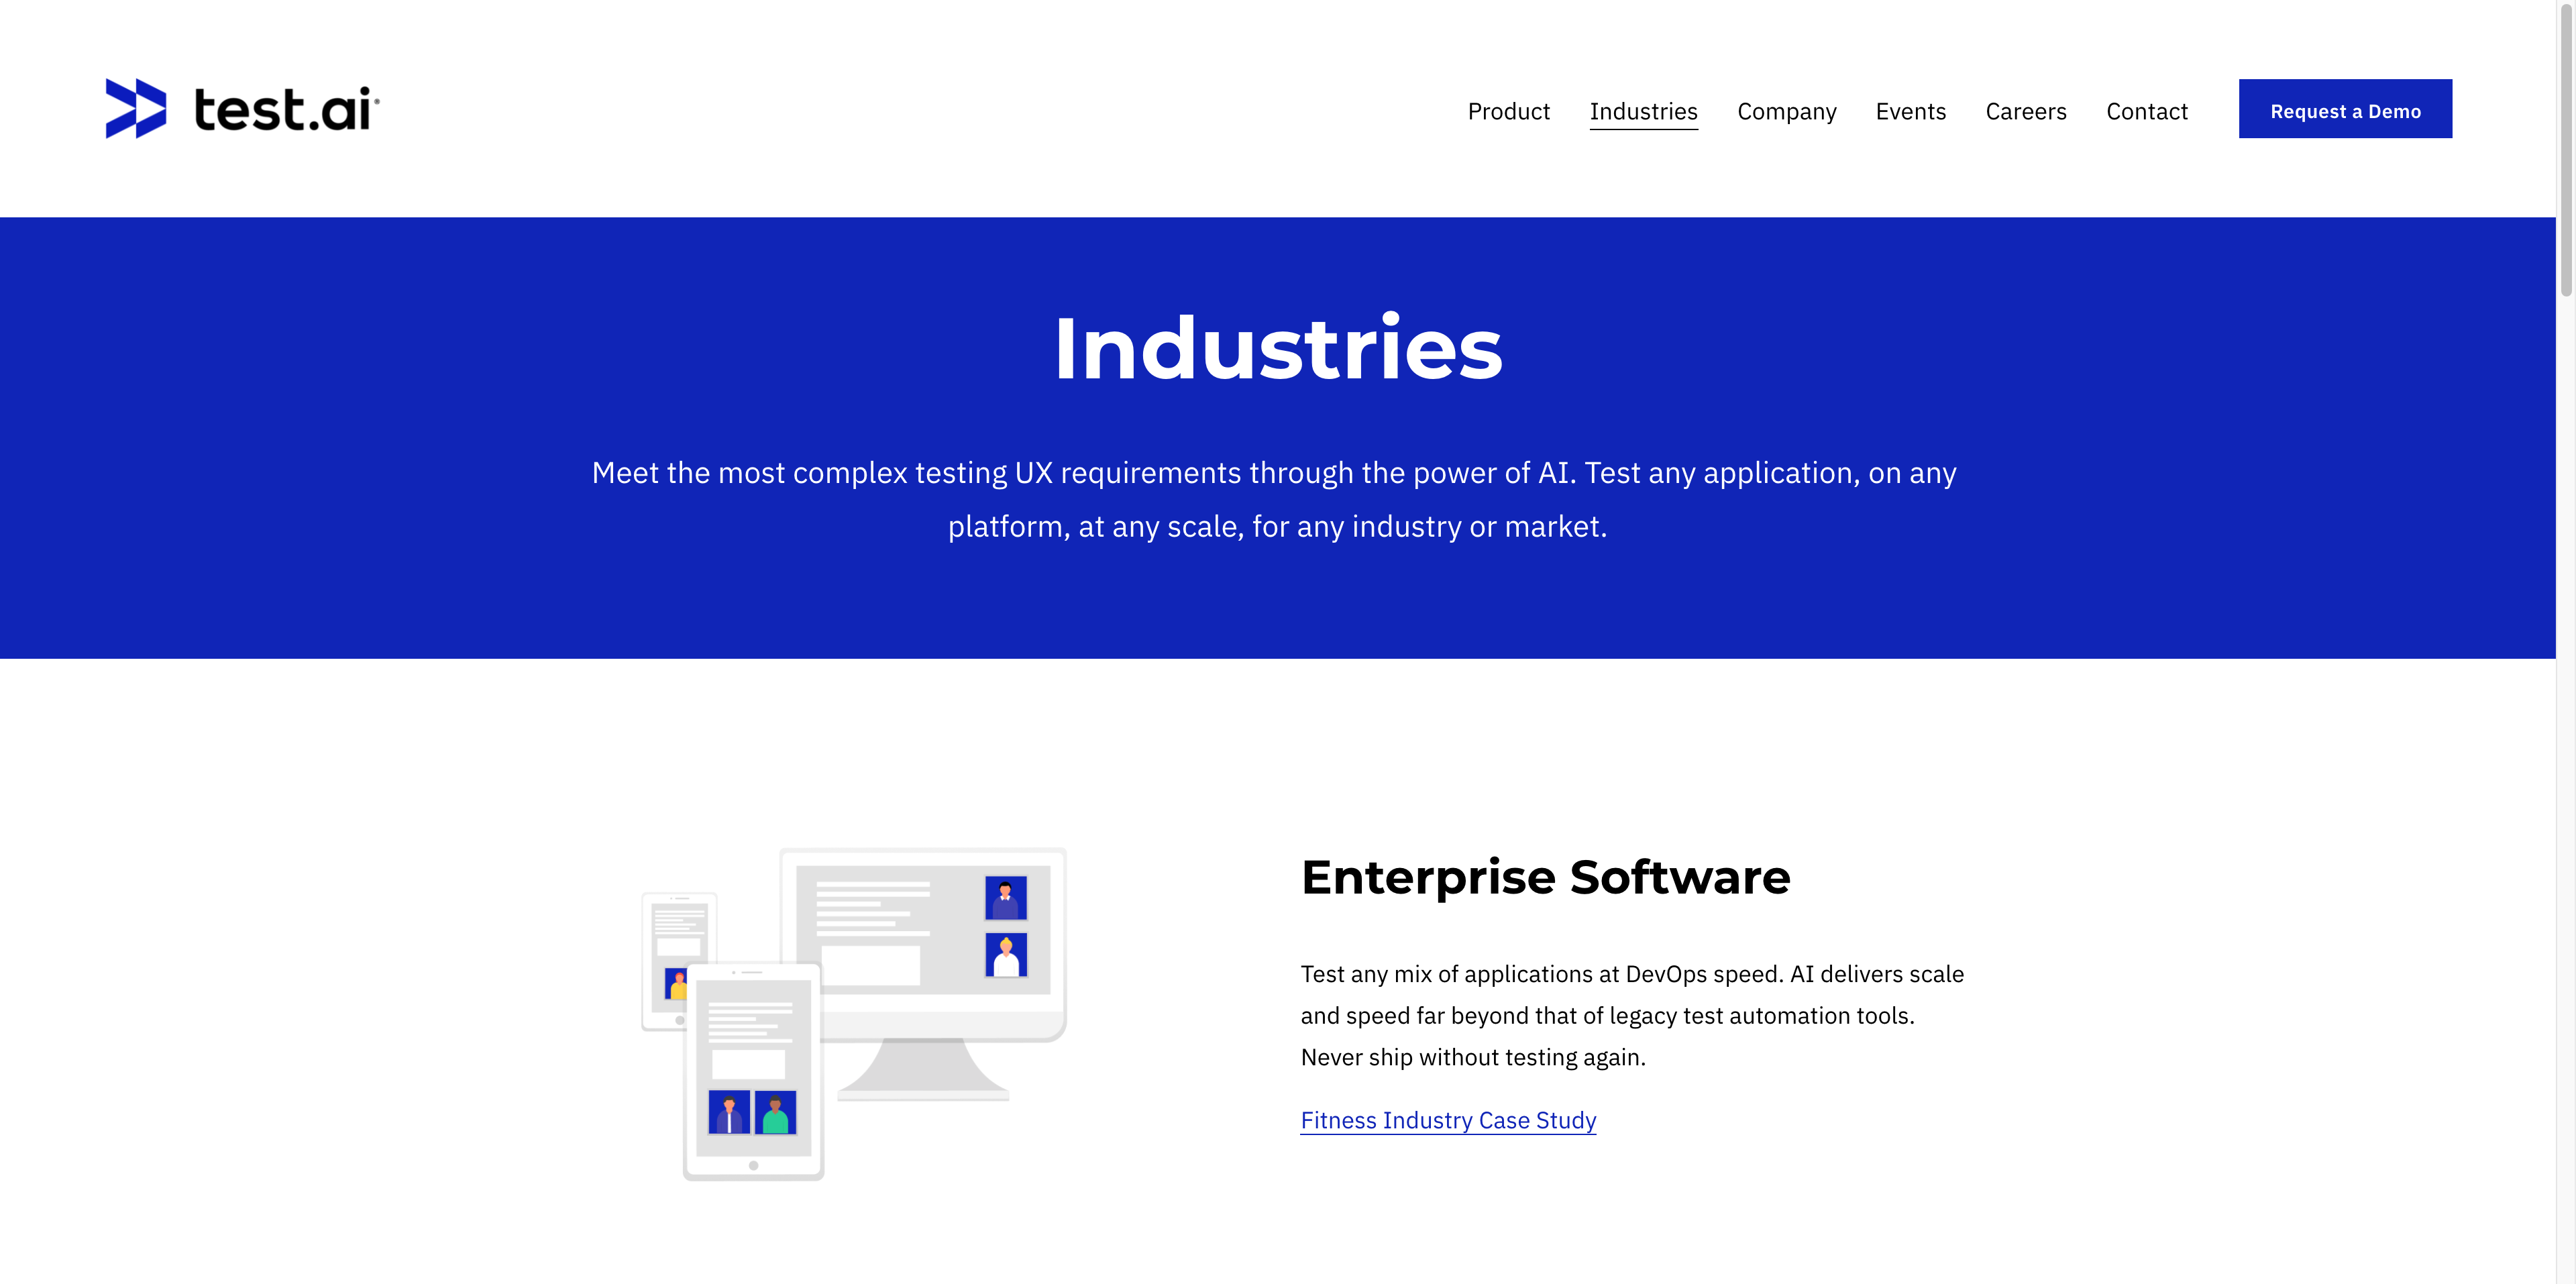 test.ai
Product Industries Company Events Careers Contact Request a Demo
Industries
Meet the most complex testing UX requirements through the power of AI. Test any application, on any
platform, at any scale, for any industry or market.
Enterprise Software
Test any mix of applications at DevOps speed. AI delivers scale
and speed far beyond that of legacy test automation tools.
Never ship without testing again.
Fitness Industry Case Study